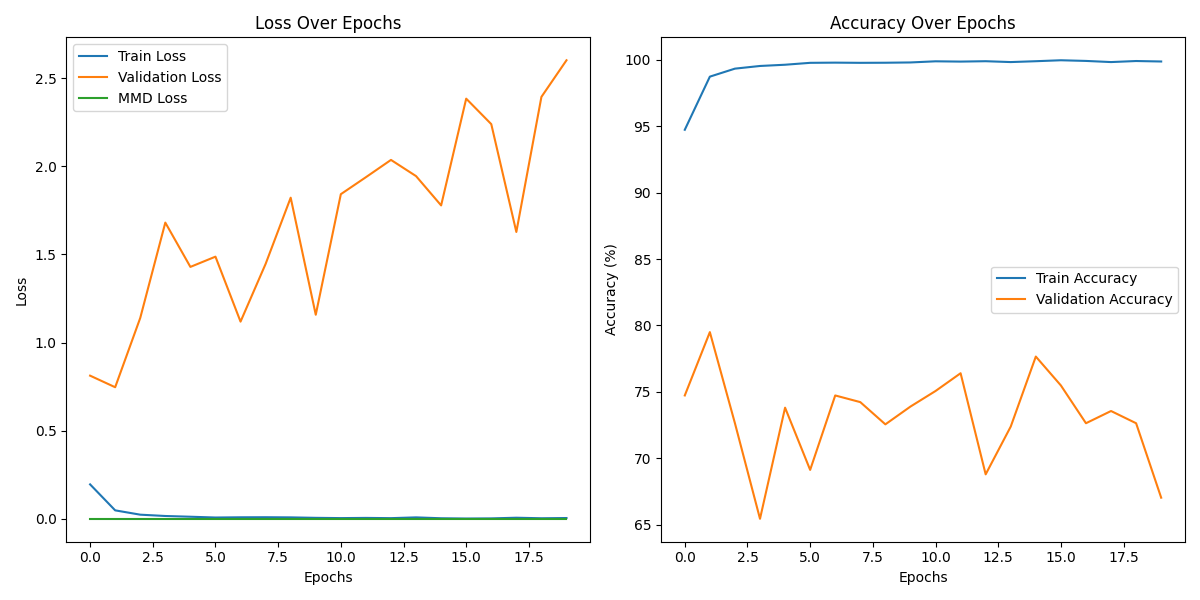 Loss Over Epochs
Train Loss
Validation Loss
MMD Loss
2.5
2.0
1.5
1.0
0.5
0.0
Loss
0.0 2.5 5.0 7.5 10.0 12.5 15.0 17.5
Epochs
Accuracy Over Epochs
100
95
90
85
80
75
70
65
Accuracy (%)
Train Accuracy
Validation Accuracy
0.0 2.5 5.0 7.5 10.0 12.5 15.0 17.5
Epochs